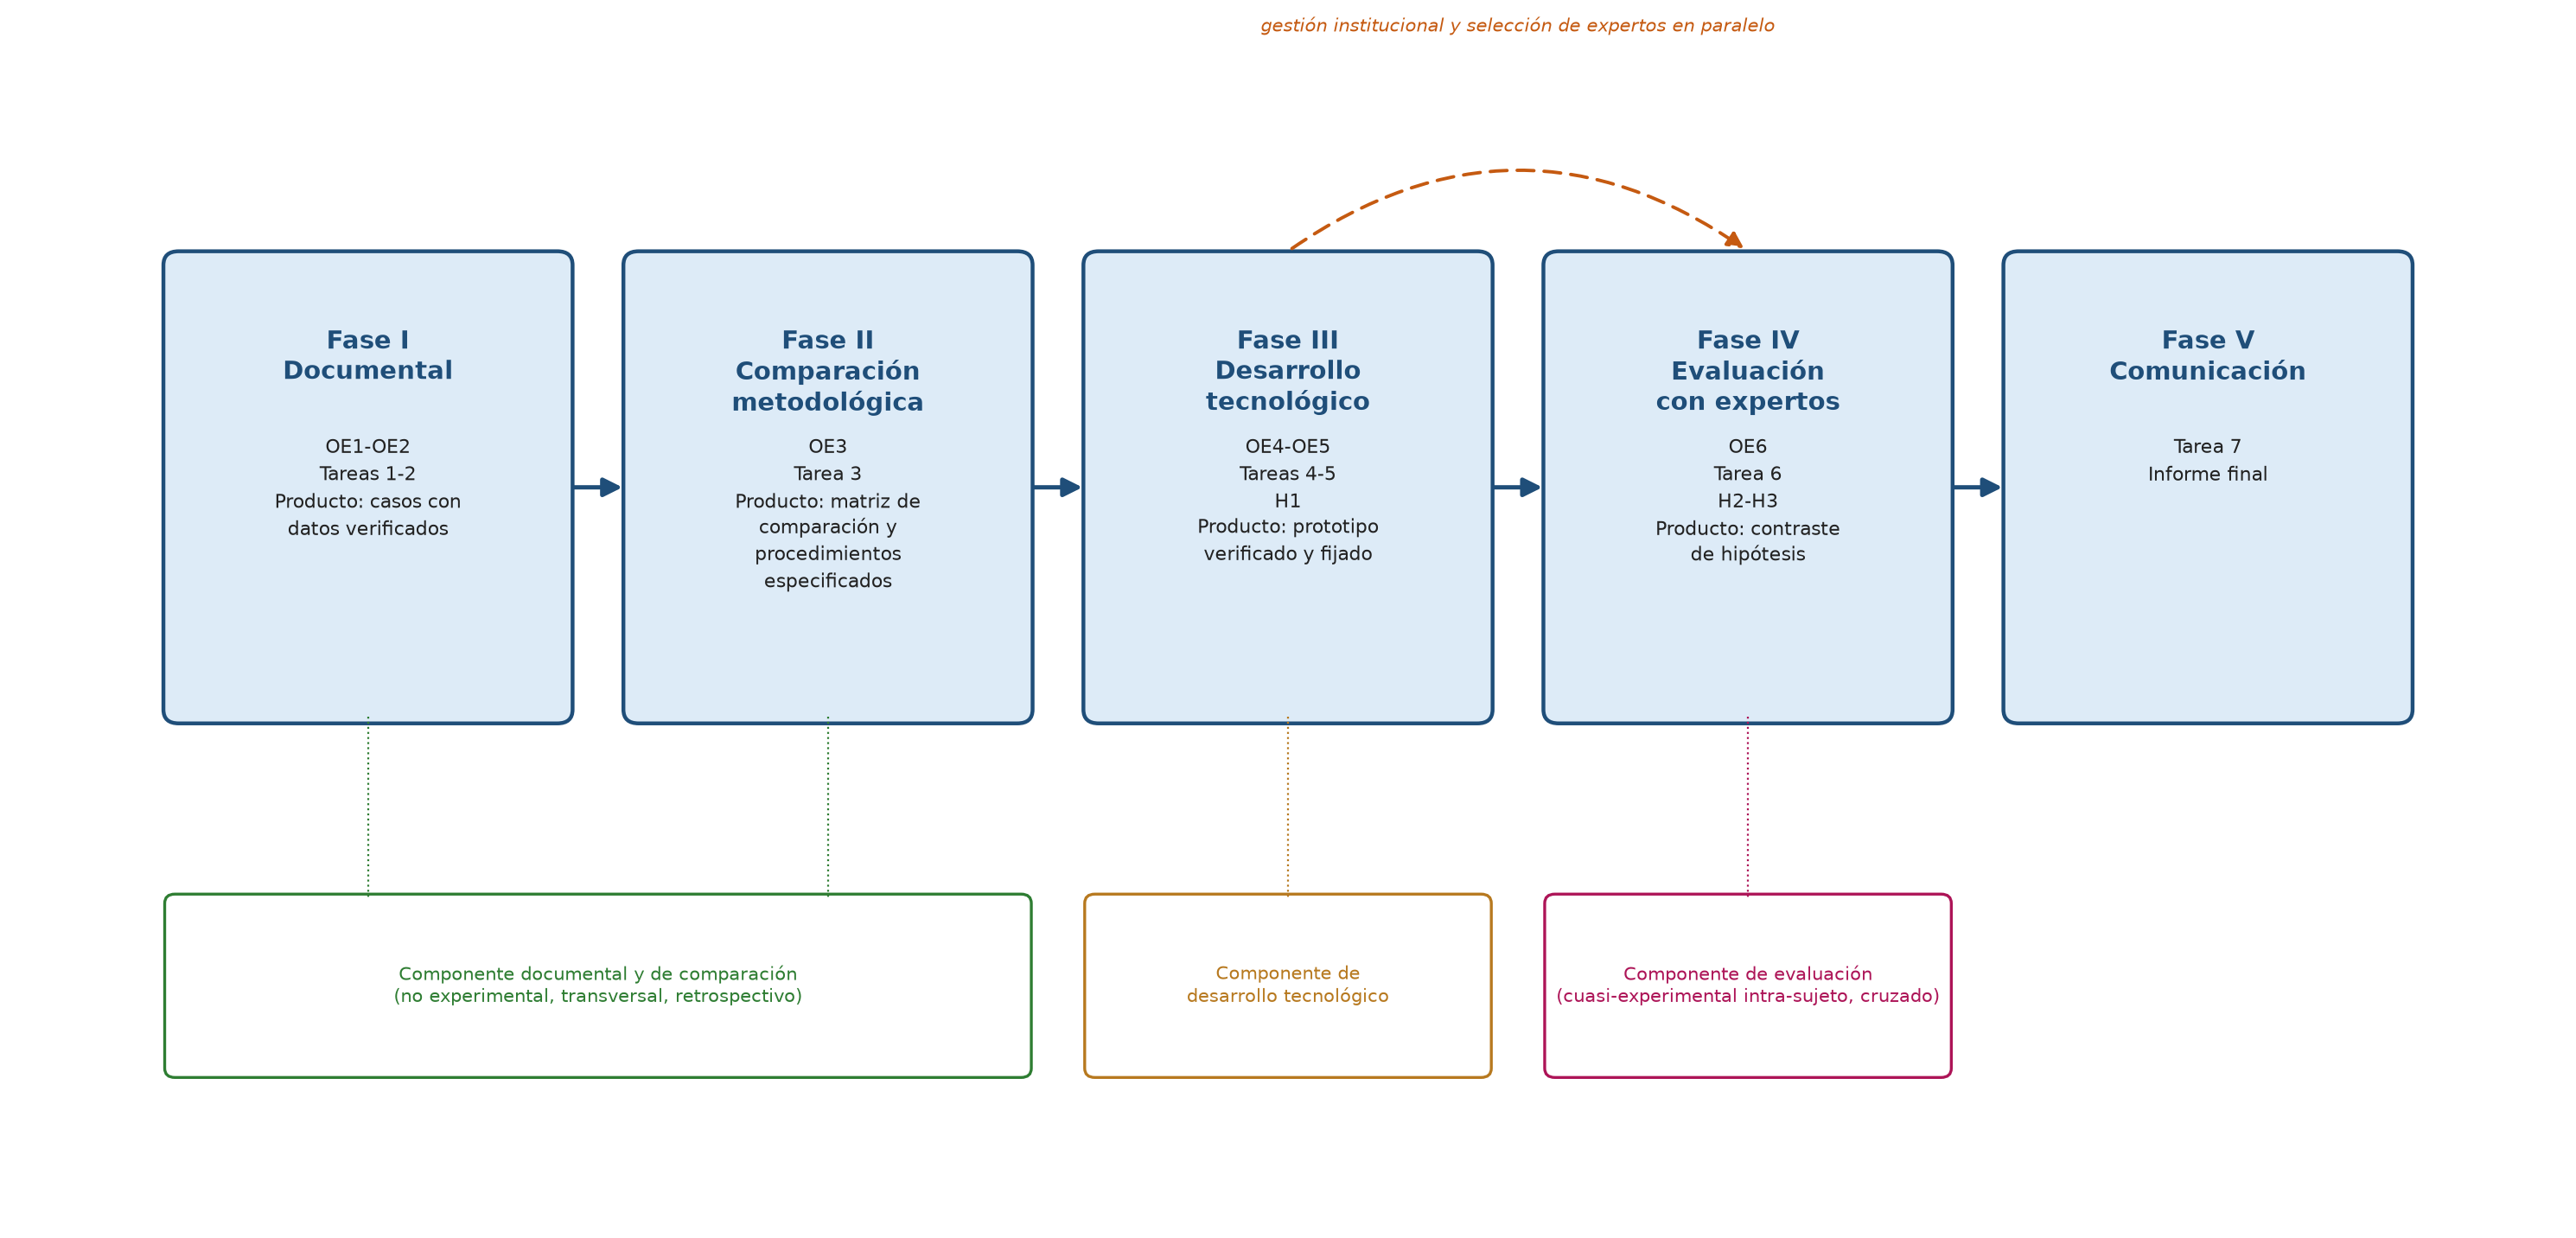 gestión institucional y selección de expertos en paralelo
Fase I
Documental
OE1-OE2
Tareas 1-2
Producto: casos con
datos verificados
Fase II
Comparación
metodológica
OE3
Tarea 3
Producto: matriz de
comparación y
procedimientos
especificados
Fase III
Desarrollo
tecnológico
OE4-OE5
Tareas 4-5
H1
Producto: prototipo
verificado y fijado
Fase IV
Evaluación
con expertos
OE6
Tarea 6
H2-H3
Producto: contraste
de hipótesis
Fase V
Comunicación
Tarea 7
Informe final
Componente documental y de comparación
(no experimental, transversal, retrospectivo)
Componente de
desarrollo tecnológico
Componente de evaluación
(cuasi-experimental intra-sujeto, cruzado)